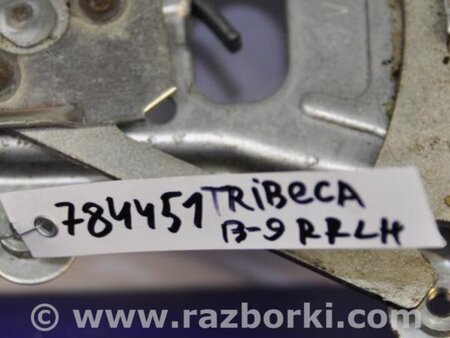 784451 TRiBeCA
B-9 RRLH
© www.razborki.com